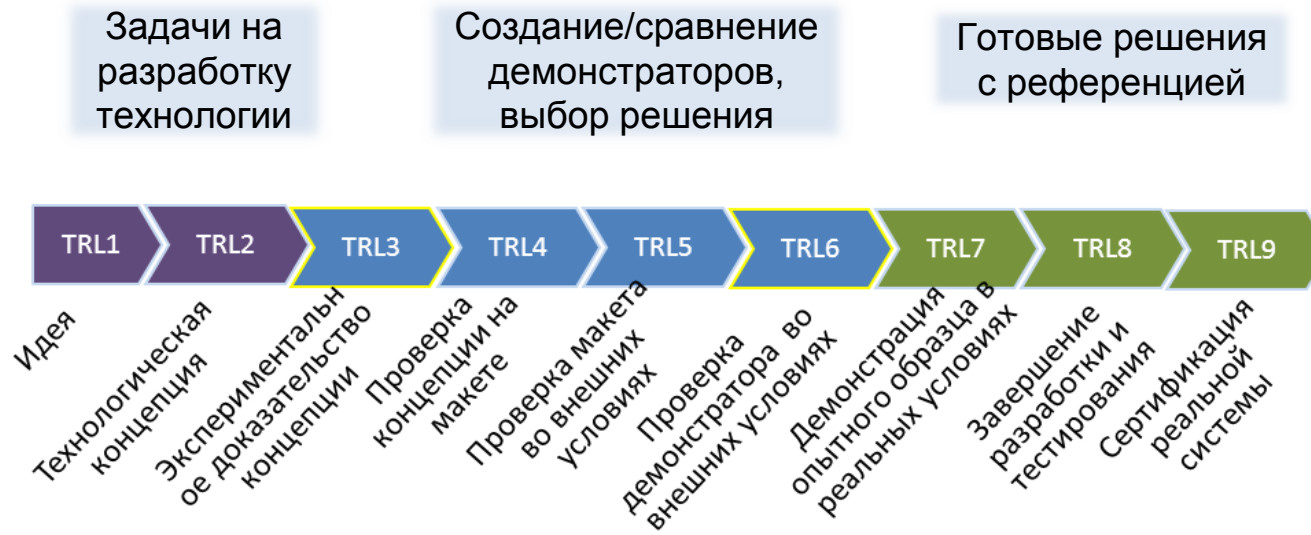 Задачи на
разработку
технологии
Создание/сравнение
демонстраторов,
выбор решения
Готовые решения
с референцией
TRL1
TRL2
TRL3
TRL4
TRL5
TRL6
TRL7
TRL8
TRL9
Идея
Технологическая
концепция
Экспериментальн
ое доказательство
концепции
Проверка
концепции на
макете
Проверка макета
во внешних
условиях
Проверка
демонстратора во
внешних условиях
Демонстрация
опытного образца в
реальных условиях
Завершение
разработки и
тестирования
Сертификация
реальной
системы